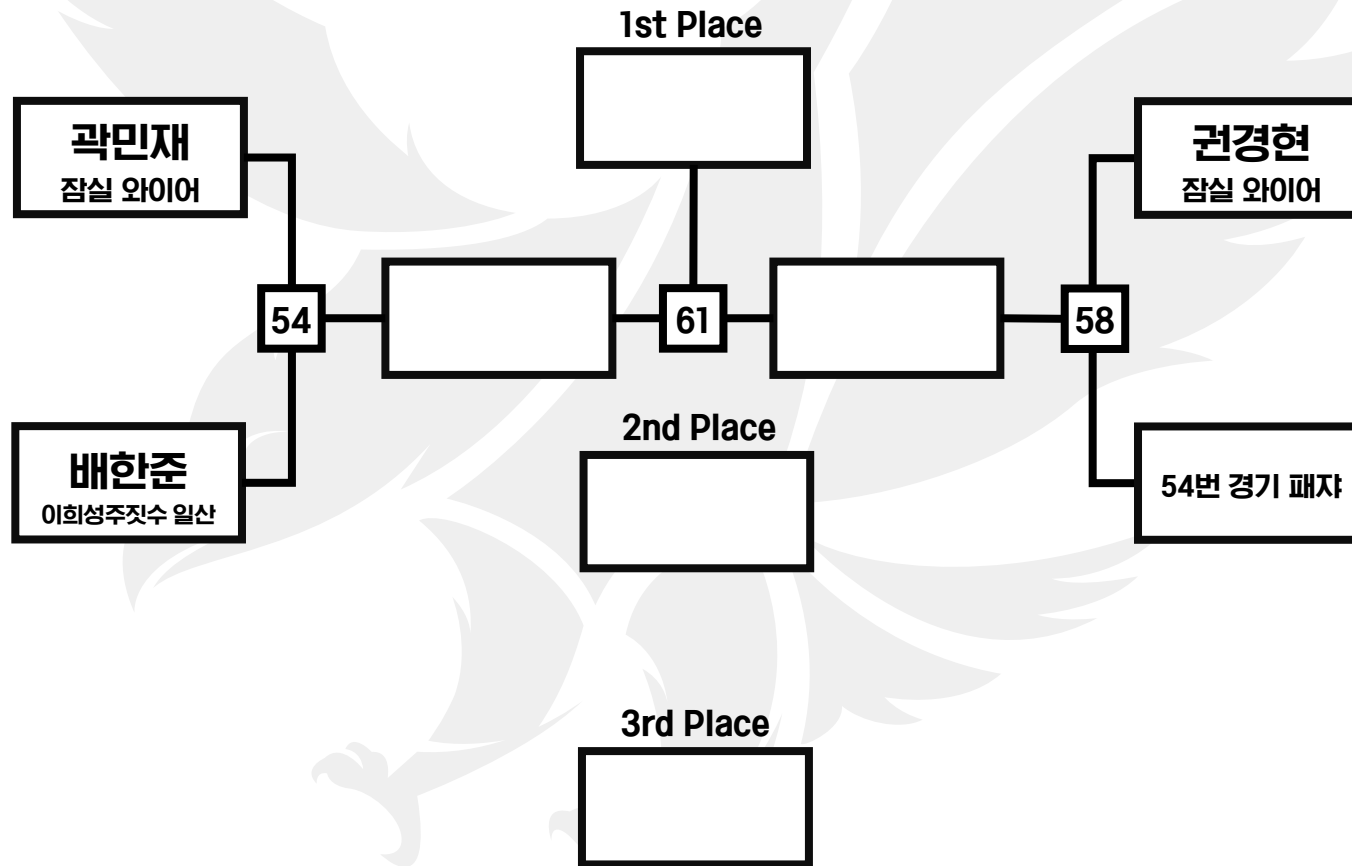 1st Place
곽민재
잠실 와이어
권경현
잠실 와이어
54
61
58
2nd Place
배한준
이희성주짓수 일산
54번 경기 패쟈
3rd Place